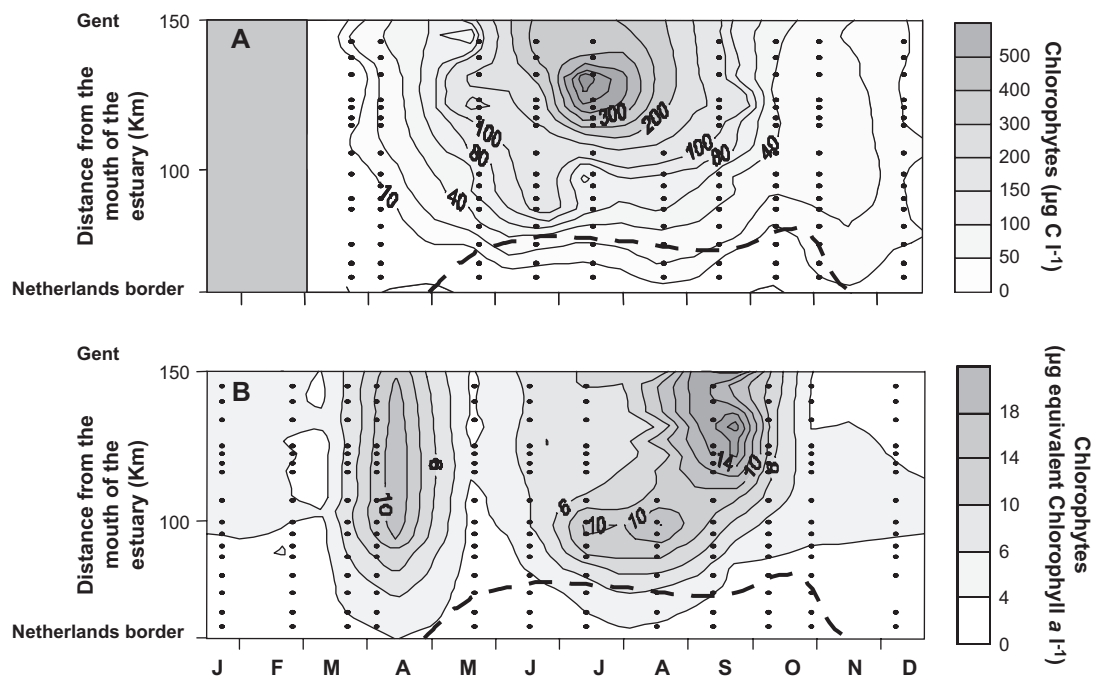 Gent
150
A
Distance from the
mouth of the
estuary (Km)
100
Netherlands border
10
40
80
100
300
200
100
80
40
500
400
300
200
150
100
50
0
Chlorophytes (µg C l-1)
Gent
150
B
Distance from the
mouth of the
estuary (Km)
100
Netherlands border
10
8
6
10
10
14
10
8
18
14
10
6
4
0
Chlorophytes
(µg equivalent Chlorophyll a l-1)
J F M A M J J A S O N D